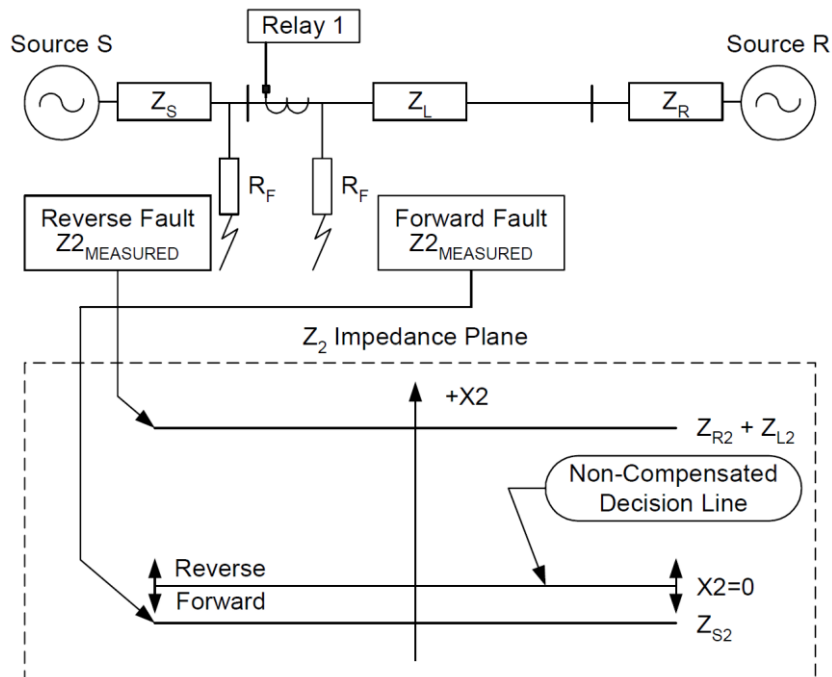 Relay 1
Source S
Source R
Z_S
Z_L
Z_R
R_F
R_F
Reverse Fault
Z2_MEASURED
Forward Fault
Z2_MEASURED
Z_2 Impedance Plane
+X2
Z_R2 + Z_L2
Non-Compensated
Decision Line
Reverse
Forward
X2=0
Z_S2